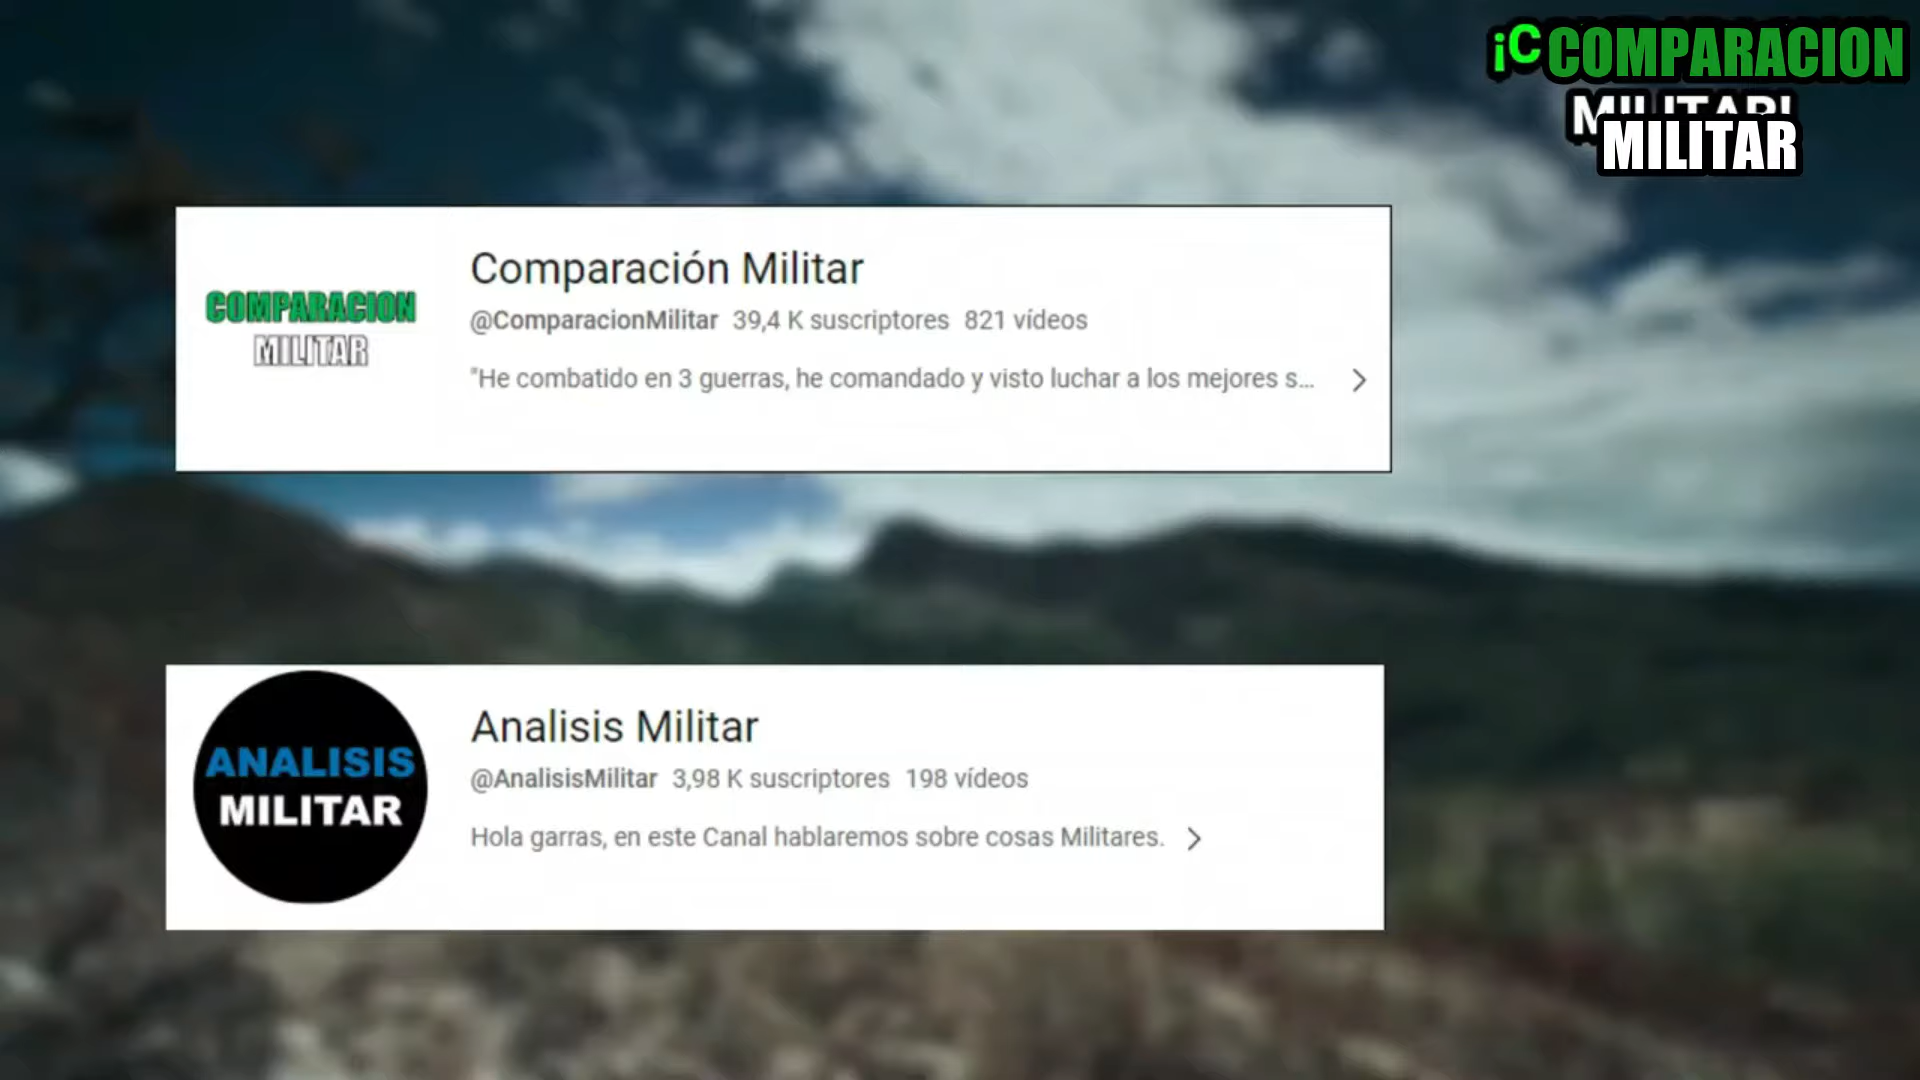 ¡C COMPARACION
MILITAR!
MILITAR
COMPARACION
MILITAR
Comparación Militar
@ComparacionMilitar 39,4 K suscriptores 821 vídeos
"He combatido en 3 guerras, he comandado y visto luchar a los mejores s...
ANALISIS
MILITAR
Analisis Militar
@AnalisisMilitar 3,98 K suscriptores 198 vídeos
Hola garras, en este Canal hablaremos sobre cosas Militares.